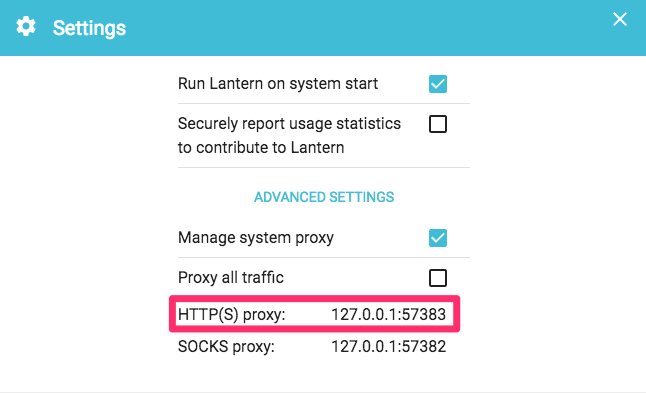 Settings
Run Lantern on system start
Securely report usage statistics
to contribute to Lantern
ADVANCED SETTINGS
Manage system proxy
Proxy all traffic
HTTP(S) proxy: 127.0.0.1:57383
SOCKS proxy: 127.0.0.1:57382